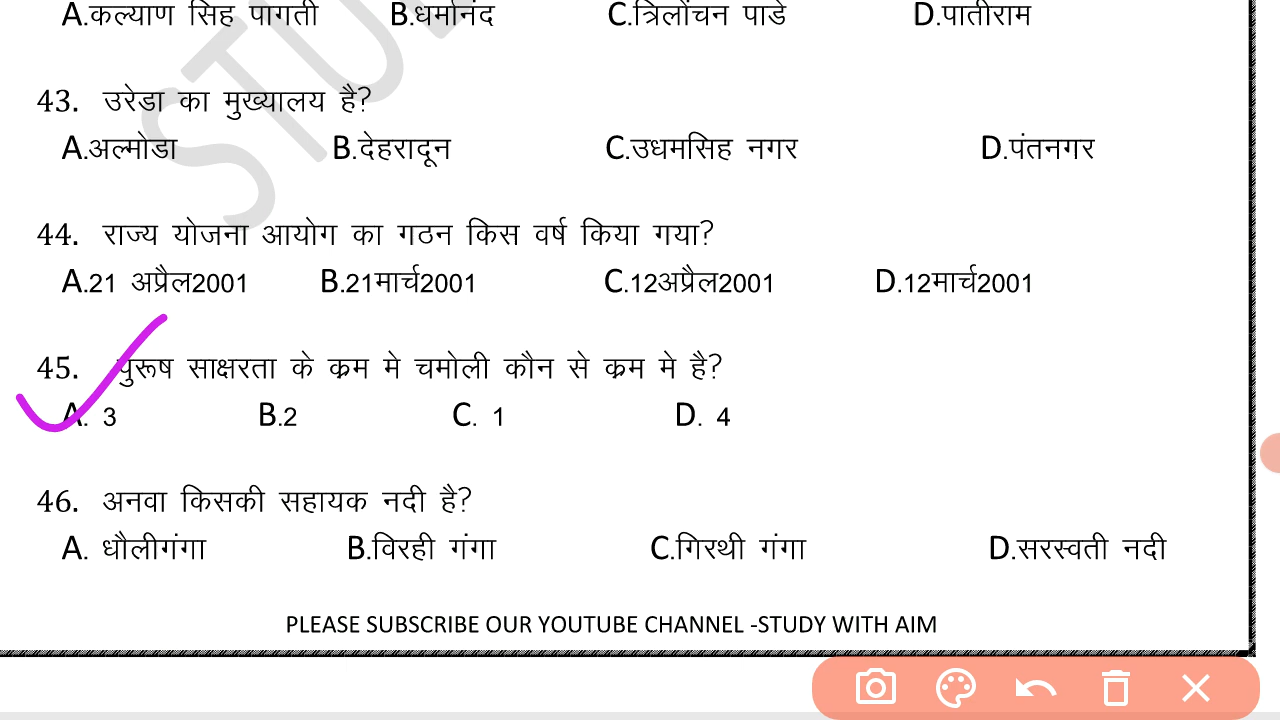 A.कल्याण सिह पागती B.धर्मानंद C.त्रिलोंचन पाडे D.पातीराम
43. उरेडा का मुख्यालय है?
A.अल्मोडा B.देहरादून C.उधमसिह नगर D.पंतनगर
44. राज्य योजना आयोग का गठन किस वर्ष किया गया?
A.21 अप्रैल2001 B.21मार्च2001 C.12अप्रैल2001 D.12मार्च2001
45. पुरूष साक्षरता के क्रम मे चमोली कौन से क्रम मे है?
A. 3 B.2 C. 1 D. 4
46. अनवा किसकी सहायक नदी है?
A. धौलीगंगा B.विरही गंगा C.गिरथी गंगा D.सरस्वती नदी
PLEASE SUBSCRIBE OUR YOUTUBE CHANNEL -STUDY WITH AIM